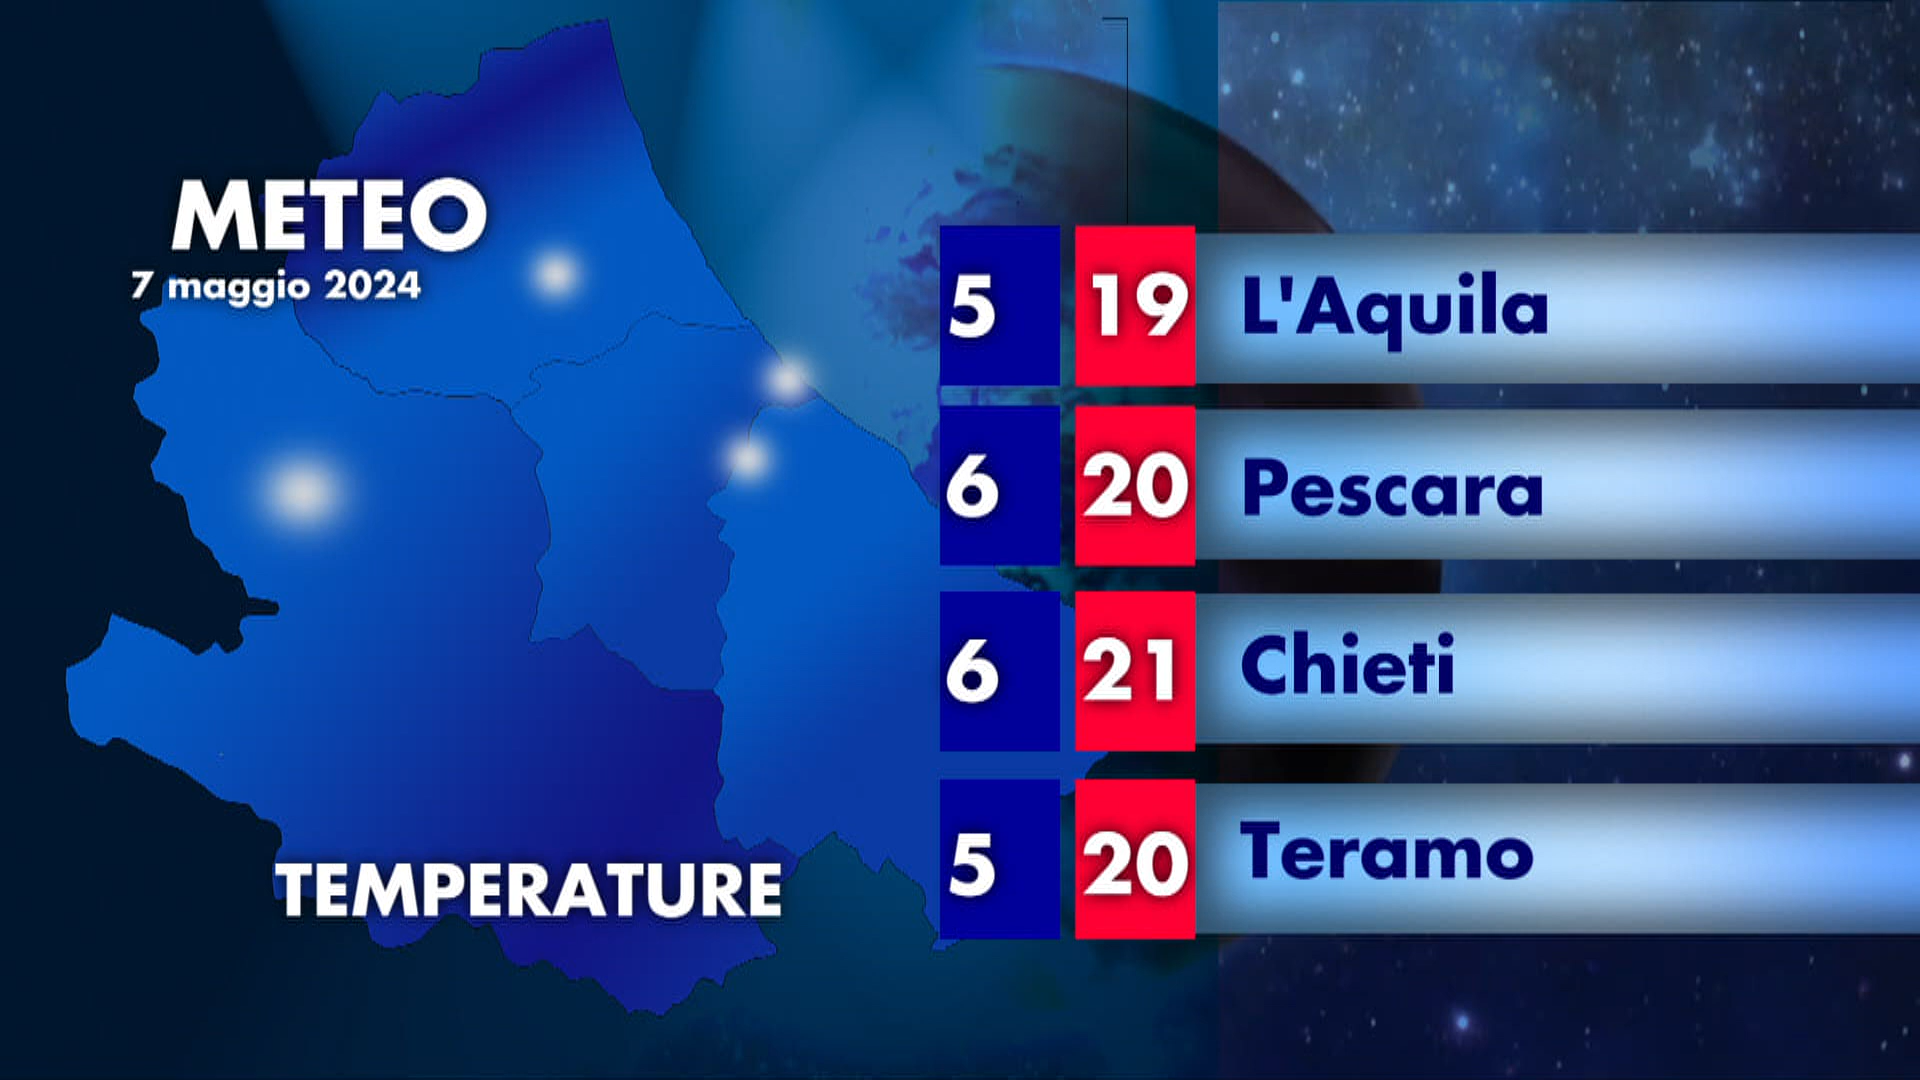 METEO
7 maggio 2024
5 19 L'Aquila
6 20 Pescara
6 21 Chieti
5 20 Teramo
TEMPERATURE